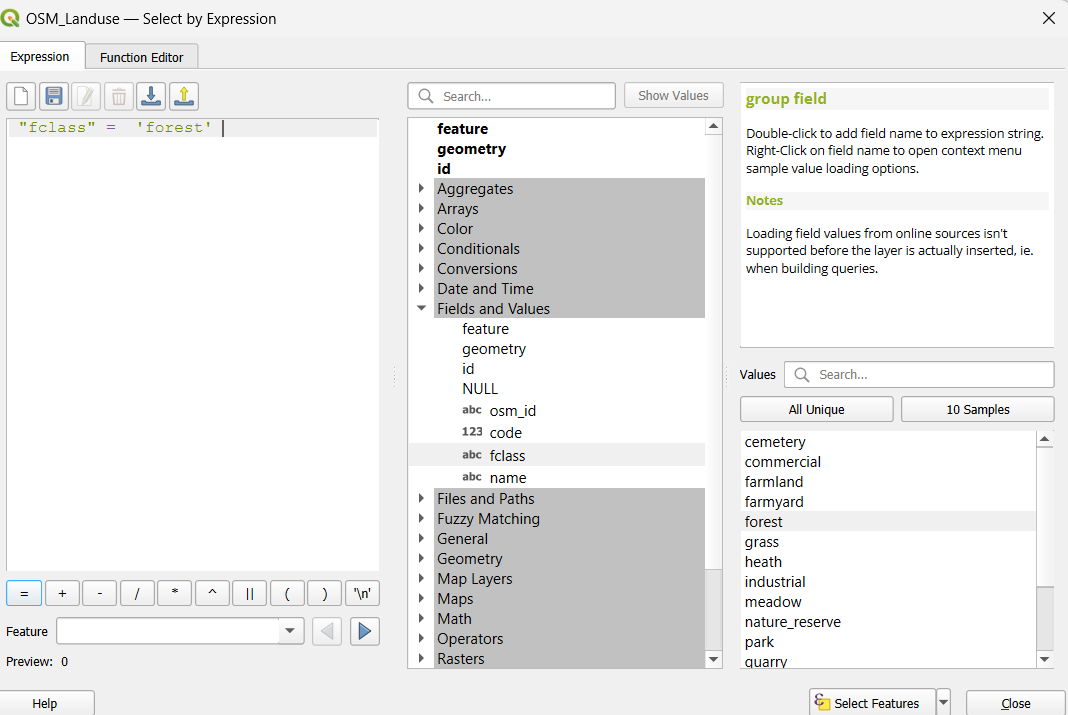 OSM_Landuse — Select by Expression
Expression
Function Editor
"fclass" = 'forest'
= + - / * ^ || ( ) '\n'
Feature
Preview: 0
Help
Search...
Show Values
feature
geometry
id
Aggregates
Arrays
Color
Conditionals
Conversions
Date and Time
Fields and Values
feature
geometry
id
NULL
abc osm_id
123 code
abc fclass
abc name
Files and Paths
Fuzzy Matching
General
Geometry
Map Layers
Maps
Math
Operators
Rasters
group field
Double-click to add field name to expression string.
Right-Click on field name to open context menu
sample value loading options.
Notes
Loading field values from online sources isn't
supported before the layer is actually inserted, ie.
when building queries.
Values
Search...
All Unique
10 Samples
cemetery
commercial
farmland
farmyard
forest
grass
heath
industrial
meadow
nature_reserve
park
quarry
Select Features
Close